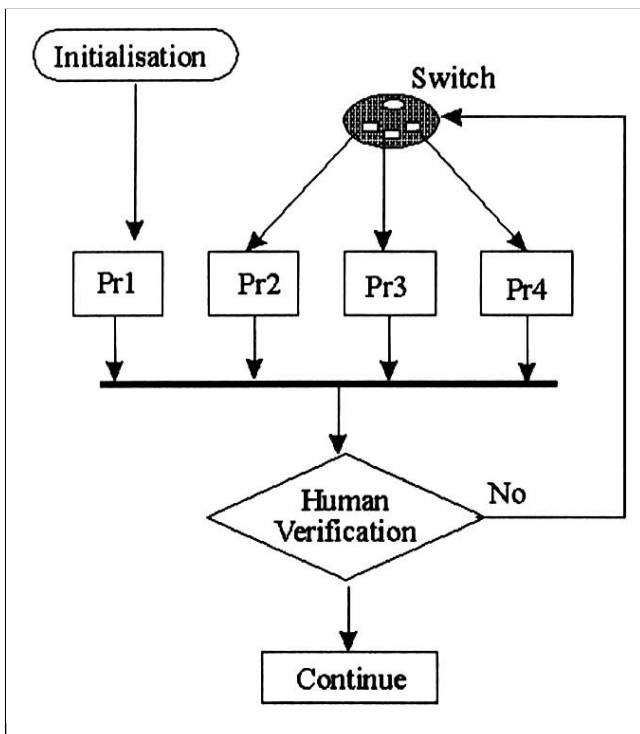 Initialisation
Switch
Pr1
Pr2
Pr3
Pr4
Human
Verification
No
Continue